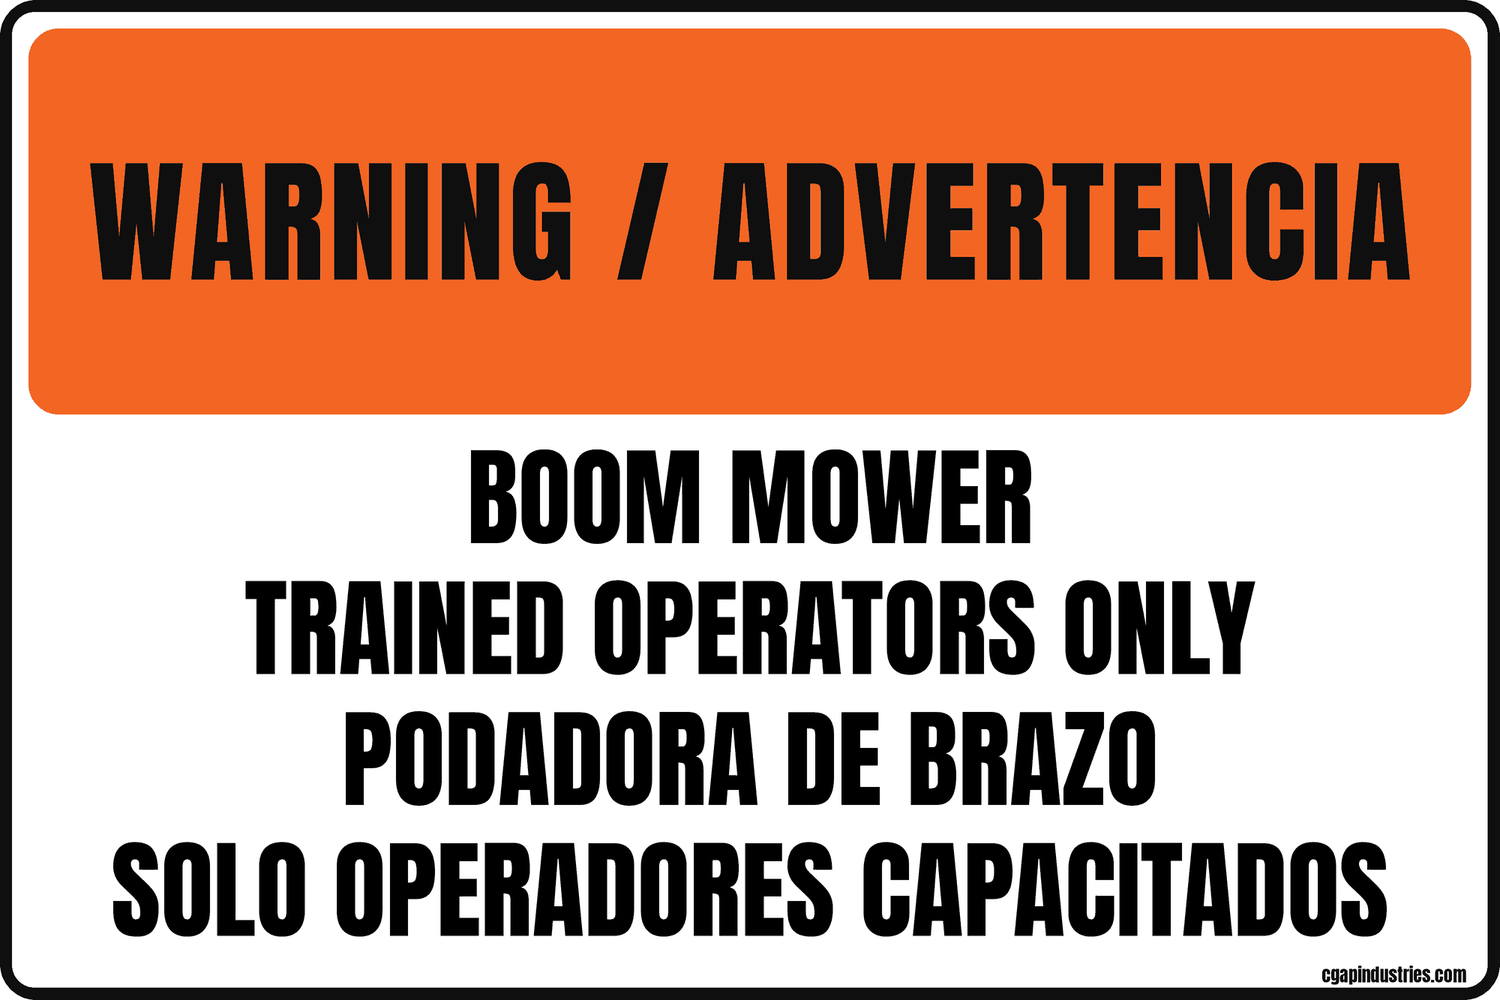 WARNING / ADVERTENCIA
BOOM MOWER
TRAINED OPERATORS ONLY
PODADORA DE BRAZO
SOLO OPERADORES CAPACITADOS
cgapindustries.com